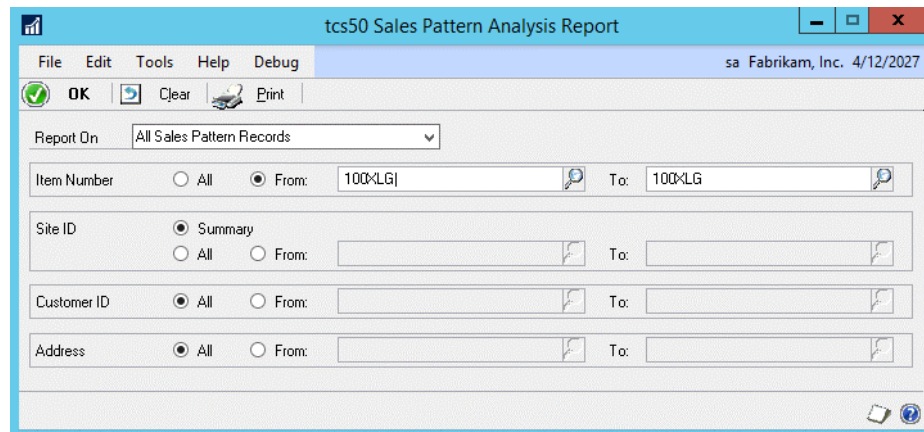 tcs50 Sales Pattern Analysis Report
File Edit Tools Help Debug sa Fabrikam, Inc. 4/12/2027
OK Clear Print
Report On All Sales Pattern Records
Item Number All From: 100XLG To: 100XLG
Site ID Summary
All From: To:
Customer ID All From: To:
Address All From: To: